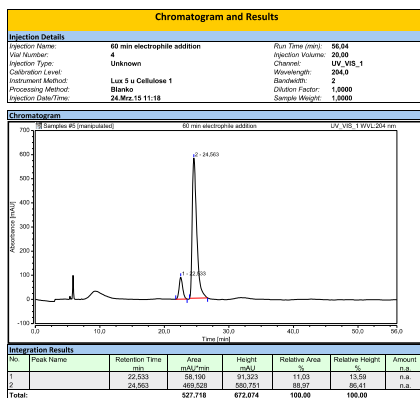 Chromatogram and Results
Injection Details
Injection Name: 60 min electrophile addition Run Time (min): 56,04
Vial Number: 4 Injection Volume: 20,00
Injection Type: Unknown Channel: UV_VIS_1
Calibration Level: Wavelength: 204,0
Instrument Method: Lux 5 u Cellulose 1 Bandwidth: 2
Processing Method: Blanko Dilution Factor: 1,0000
Injection Date/Time: 24.Mrz.15 11:18 Sample Weight: 1,0000
Chromatogram
Samples #5 [manipulated] 60 min electrophile addition UV_VIS_1 WVL:204 nm
700
600
500
400
300
200
100
0
-100
Absorbance [mAU]
2 - 24,563
1 - 22,533
0,0 10,0 20,0 30,0 40,0 50,0 56,0
Time [min]
Integration Results
No. Peak Name Retention Time Area Height Relative Area Relative Height Amount
min mAU*min mAU % % n.a.
1 22,533 58,190 91,323 11,03 13,59 n.a.
2 24,563 469,528 580,751 88,97 86,41 n.a.
Total: 527,718 672,074 100,00 100,00